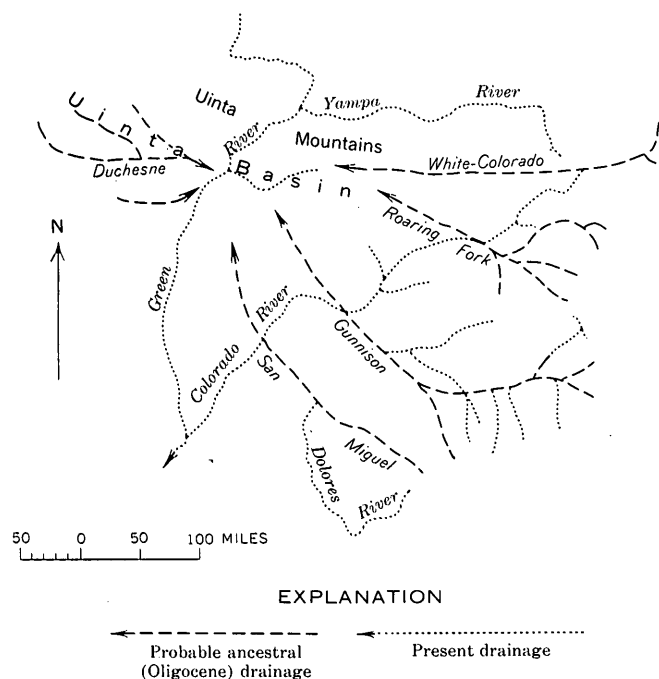 Uinta
Yampa River
River
Uinta
Mountains
Duchesne
Basin
White-Colorado
Roaring
Fork
N
Green
River
Colorado
Gunnison
San
Miguel
Dolores
River
50 0 50 100 MILES
EXPLANATION
Probable ancestral
(Oligocene) drainage
Present drainage